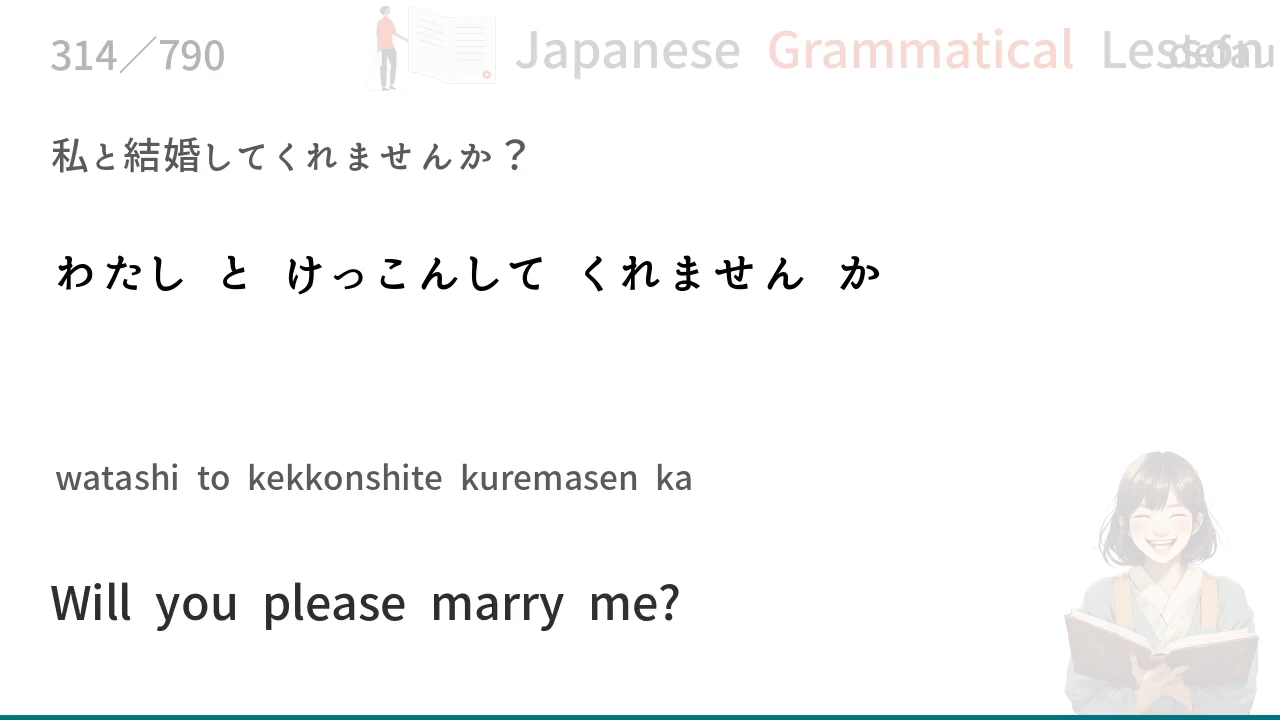 314／790
Japanese Grammatical Lesson
defau
私と結婚してくれませんか？
わたし と けっこんして くれません か
watashi to kekkonshite kuremasen ka
Will you please marry me?